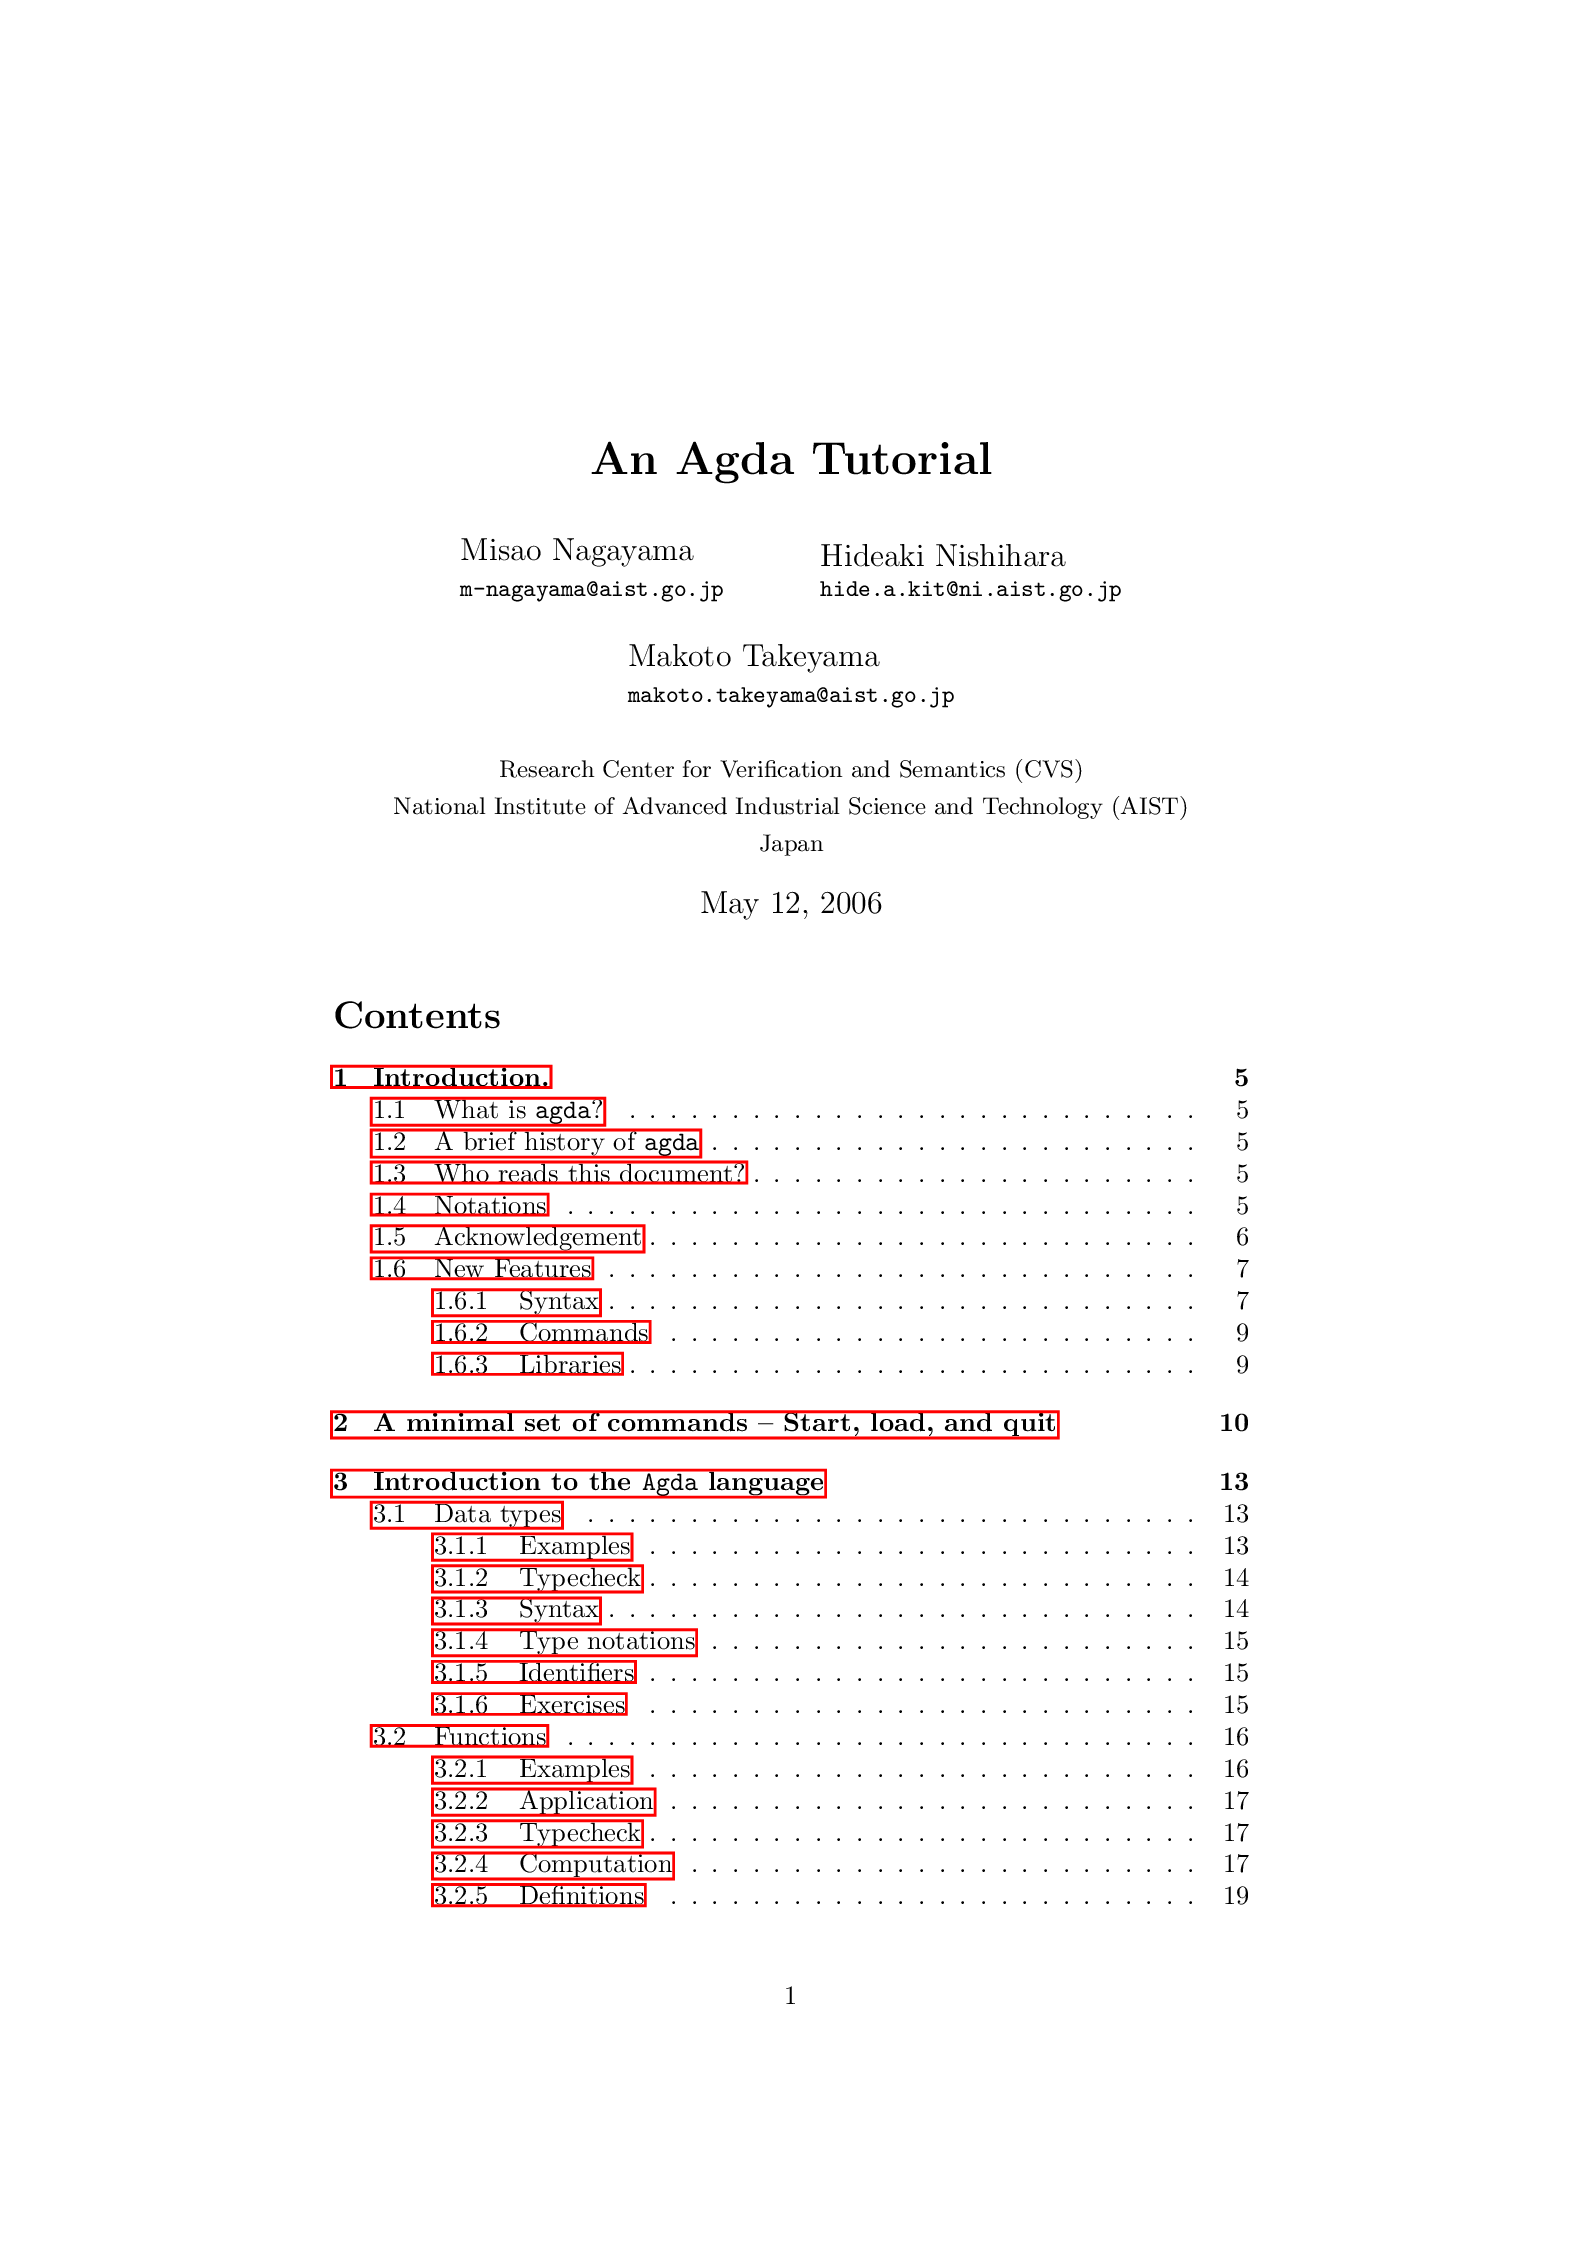 An Agda Tutorial
Misao Nagayama
m-nagayama@aist.go.jp
Hideaki Nishihara
hide.a.kit@ni.aist.go.jp
Makoto Takeyama
makoto.takeyama@aist.go.jp
Research Center for Verification and Semantics (CVS)
National Institute of Advanced Industrial Science and Technology (AIST)
Japan
May 12, 2006
Contents
1 Introduction. 5
1.1 What is agda? . . . . . . . . . . . . . . . . . . . . . . . . . . . . 5
1.2 A brief history of agda . . . . . . . . . . . . . . . . . . . . . . . . 5
1.3 Who reads this document? . . . . . . . . . . . . . . . . . . . . . . 5
1.4 Notations . . . . . . . . . . . . . . . . . . . . . . . . . . . . . . . 5
1.5 Acknowledgement . . . . . . . . . . . . . . . . . . . . . . . . . . . 6
1.6 New Features . . . . . . . . . . . . . . . . . . . . . . . . . . . . . 7
1.6.1 Syntax . . . . . . . . . . . . . . . . . . . . . . . . . . . . . 7
1.6.2 Commands . . . . . . . . . . . . . . . . . . . . . . . . . . 9
1.6.3 Libraries . . . . . . . . . . . . . . . . . . . . . . . . . . . . 9
2 A minimal set of commands – Start, load, and quit 10
3 Introduction to the Agda language 13
3.1 Data types . . . . . . . . . . . . . . . . . . . . . . . . . . . . . . 13
3.1.1 Examples . . . . . . . . . . . . . . . . . . . . . . . . . . . 13
3.1.2 Typecheck . . . . . . . . . . . . . . . . . . . . . . . . . . . 14
3.1.3 Syntax . . . . . . . . . . . . . . . . . . . . . . . . . . . . . 14
3.1.4 Type notations . . . . . . . . . . . . . . . . . . . . . . . . 15
3.1.5 Identifiers . . . . . . . . . . . . . . . . . . . . . . . . . . . 15
3.1.6 Exercises . . . . . . . . . . . . . . . . . . . . . . . . . . . 15
3.2 Functions . . . . . . . . . . . . . . . . . . . . . . . . . . . . . . . 16
3.2.1 Examples . . . . . . . . . . . . . . . . . . . . . . . . . . . 16
3.2.2 Application . . . . . . . . . . . . . . . . . . . . . . . . . . 17
3.2.3 Typecheck . . . . . . . . . . . . . . . . . . . . . . . . . . . 17
3.2.4 Computation . . . . . . . . . . . . . . . . . . . . . . . . . 17
3.2.5 Definitions . . . . . . . . . . . . . . . . . . . . . . . . . . 19
1